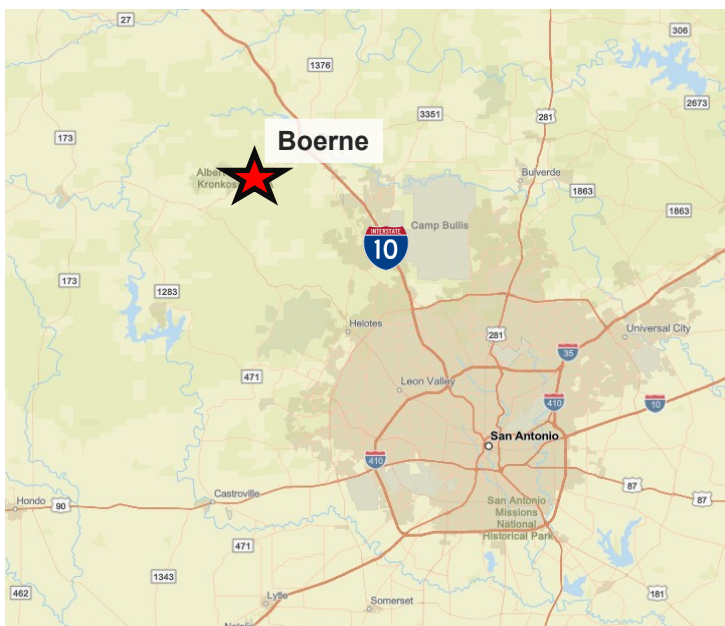 27
306
1376
3351
281
2673
173
Boerne
Alber
Kronkos
Bulverde
1863
1863
Camp Bullis
INTERSTATE
10
173
1283
Helotes
281
Universal City
35
471
Leon Valley
410
10
San Antonio
410
87
87
Hondo
90
Castroville
San Antonio
Missions
National
Historical Park
471
1343
462
Lytle
Somerset
181